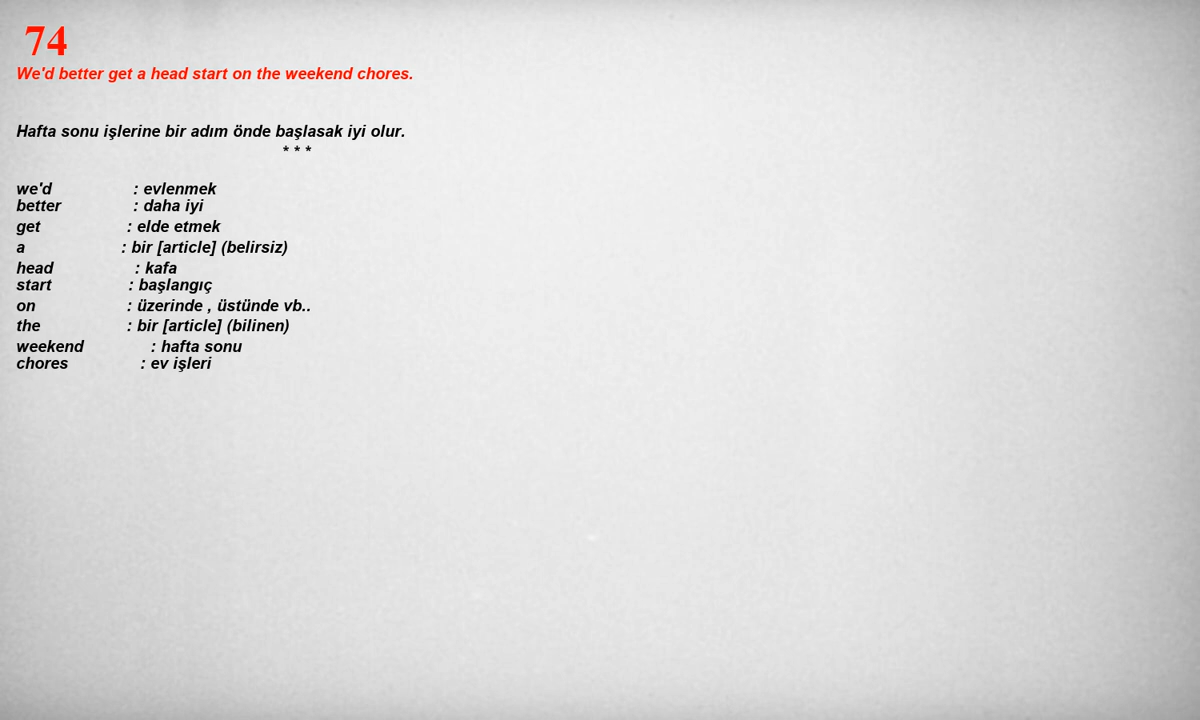 74
We'd better get a head start on the weekend chores.
Hafta sonu işlerine bir adım önde başlasak iyi olur.
* * *
we'd : evlenmek
better : daha iyi
get : elde etmek
a : bir [article] (belirsiz)
head : kafa
start : başlangıç
on : üzerinde , üstünde vb..
the : bir [article] (bilinen)
weekend : hafta sonu
chores : ev işleri